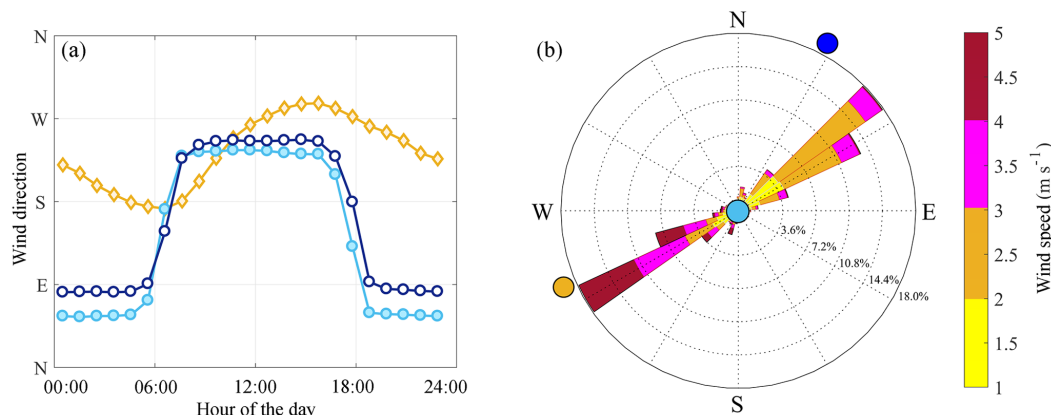 (a)
N
W
S
E
N
Wind direction
00:00 06:00 12:00 18:00 24:00
Hour of the day
(b)
N
W
E
S
3.6%
7.2%
10.8%
14.4%
18.0%
5
4.5
4
3.5
3
2.5
2
1.5
1
Wind speed (m s⁻¹)